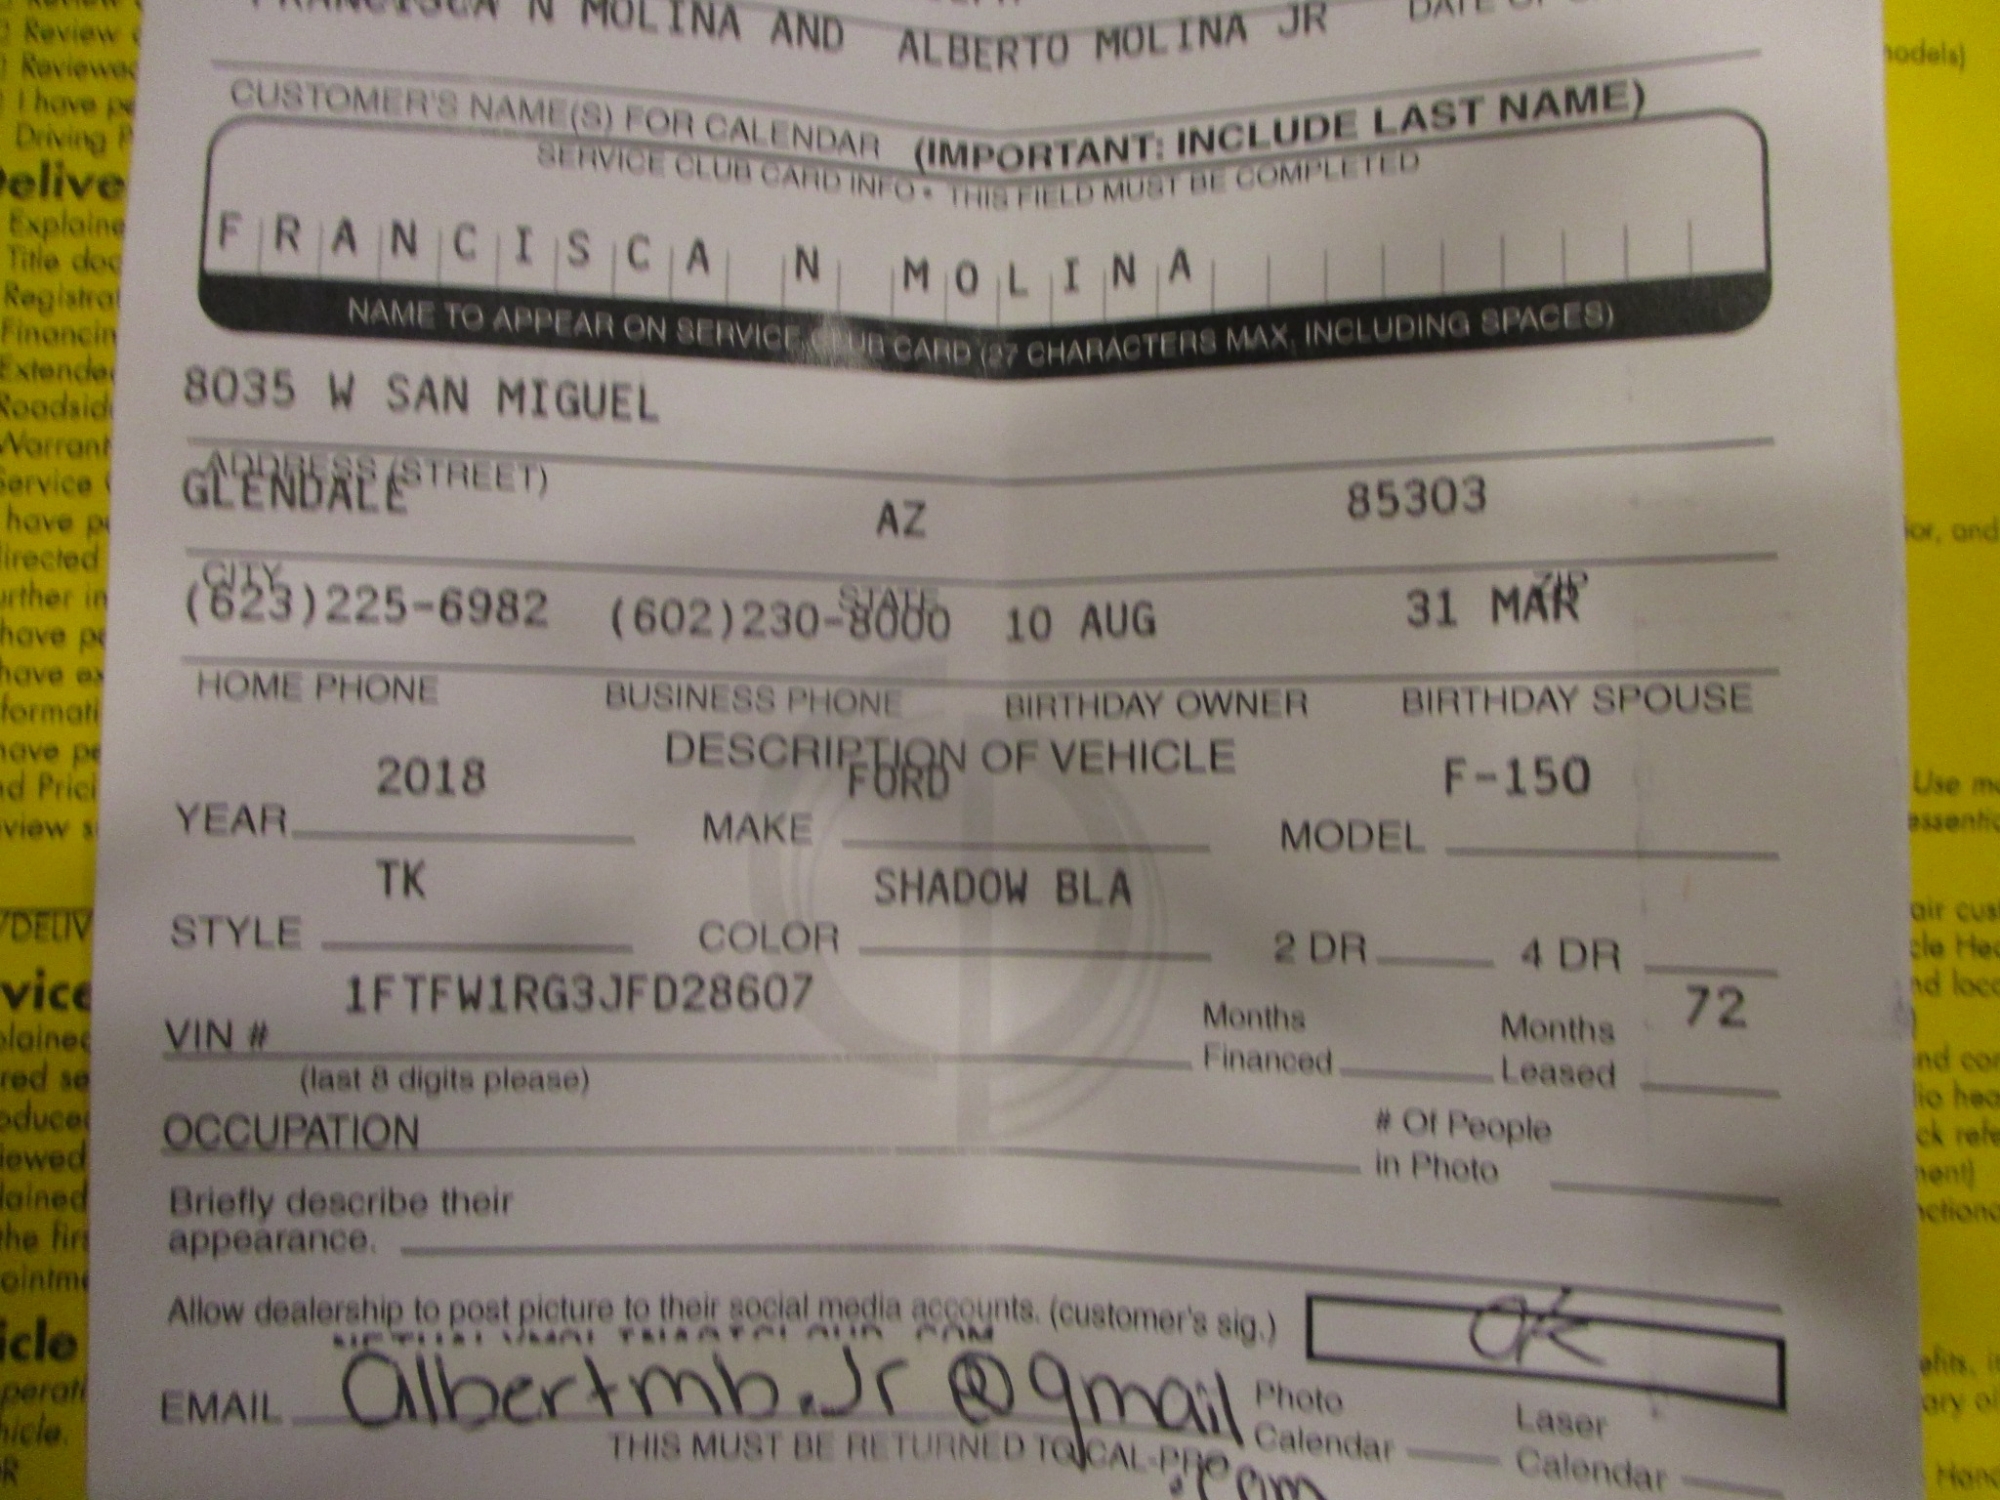 FRANCISCA N MOLINA AND ALBERTO MOLINA JR DATE OF
CUSTOMER'S NAME(S) FOR CALENDAR (IMPORTANT: INCLUDE LAST NAME)
SERVICE CLUB CARD INFO • THIS FIELD MUST BE COMPLETED
FRANCISCA N MOLINA
NAME TO APPEAR ON SERVICE CLUB CARD (27 CHARACTERS MAX, INCLUDING SPACES)
8035 W SAN MIGUEL
ADDRESS (STREET)
GLENDALE AZ 85303
CITY STATE ZIP
(623)225-6982 (602)230-8000 10 AUG 31 MAR
HOME PHONE BUSINESS PHONE BIRTHDAY OWNER BIRTHDAY SPOUSE
DESCRIPTION OF VEHICLE
2018 FORD F-150
YEAR MAKE MODEL
TK SHADOW BLA
STYLE COLOR 2 DR 4 DR
1FTFW1RG3JFD28607 72
VIN # Months Financed Months Leased
(last 8 digits please)
OCCUPATION # Of People in Photo
Briefly describe their
appearance.
Allow dealership to post picture to their social media accounts. (customer's sig.) OK
EMAIL albertmb.Jr@gmail Photo Calendar Laser Calendar
THIS MUST BE RETURNED TO CAL-PRO
.com